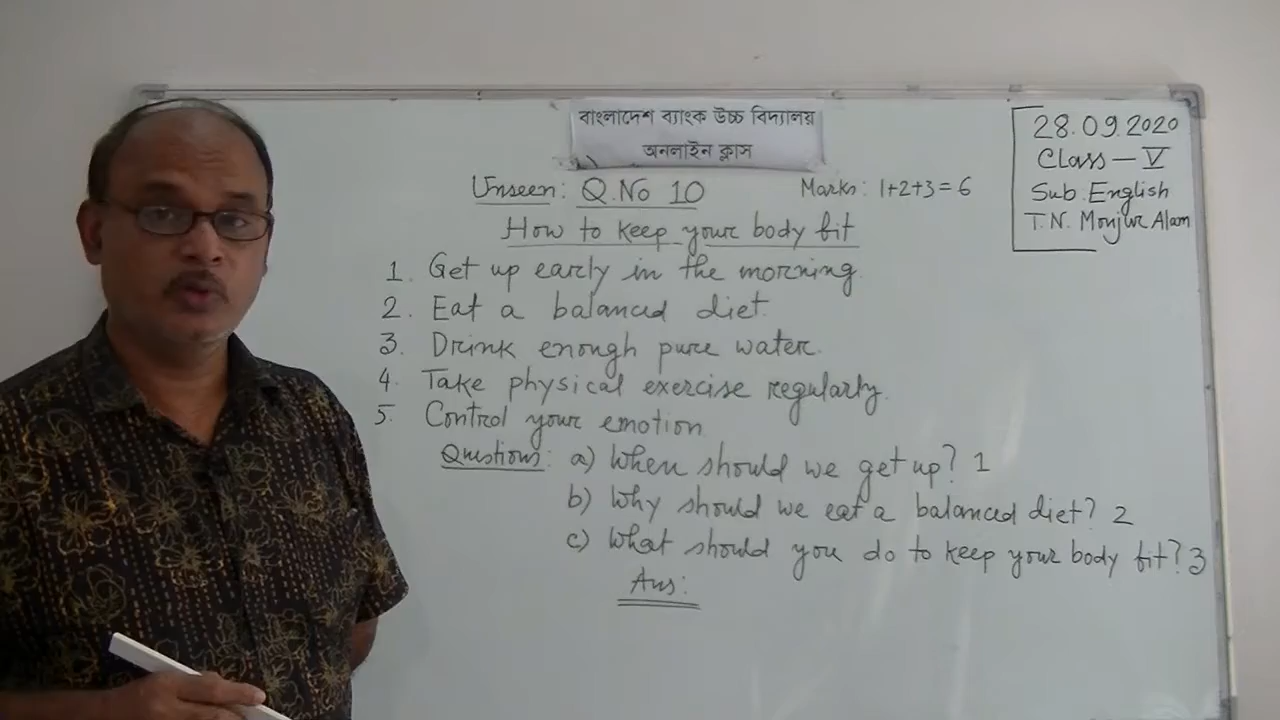 বাংলাদেশ ব্যাংক উচ্চ বিদ্যালয়
অনলাইন ক্লাস
28.09.2020
Class - V
Sub. English
T.N. Monjur Alam
Unseen: Q.No 10 Marks: 1+2+3=6
How to keep your body fit
1. Get up early in the morning.
2. Eat a balanced diet.
3. Drink enough pure water.
4. Take physical exercise regularly.
5. Control your emotion
Questions: a) When should we get up? 1
b) Why should we eat a balanced diet? 2
c) What should you do to keep your body fit? 3
Ans: